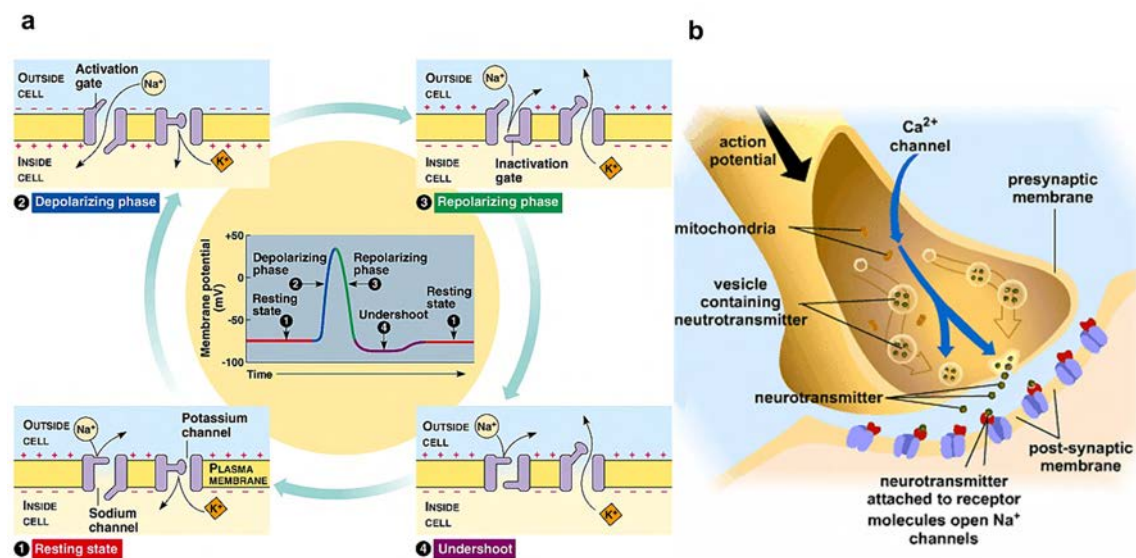 a
OUTSIDE
CELL
Activation
gate
Na+
INSIDE
CELL
K+
2 Depolarizing phase
OUTSIDE
CELL
Na+
INSIDE
CELL
Inactivation
gate
K+
3 Repolarizing phase
Membrane potential
(mV)
+50
0
-50
-100
Depolarizing
phase
2
Repolarizing
phase
3
Resting
state
1
Undershoot
4
Resting
state
1
Time
OUTSIDE
CELL
Na+
Potassium
channel
PLASMA
MEMBRANE
INSIDE
CELL
Sodium
channel
K+
1 Resting state
OUTSIDE
CELL
Na+
INSIDE
CELL
K+
4 Undershoot
b
action
potential
Ca2+
channel
presynaptic
membrane
mitochondria
vesicle
containing
neutrotransmitter
neurotransmitter
post-synaptic
membrane
neurotransmitter
attached to receptor
molecules open Na+
channels